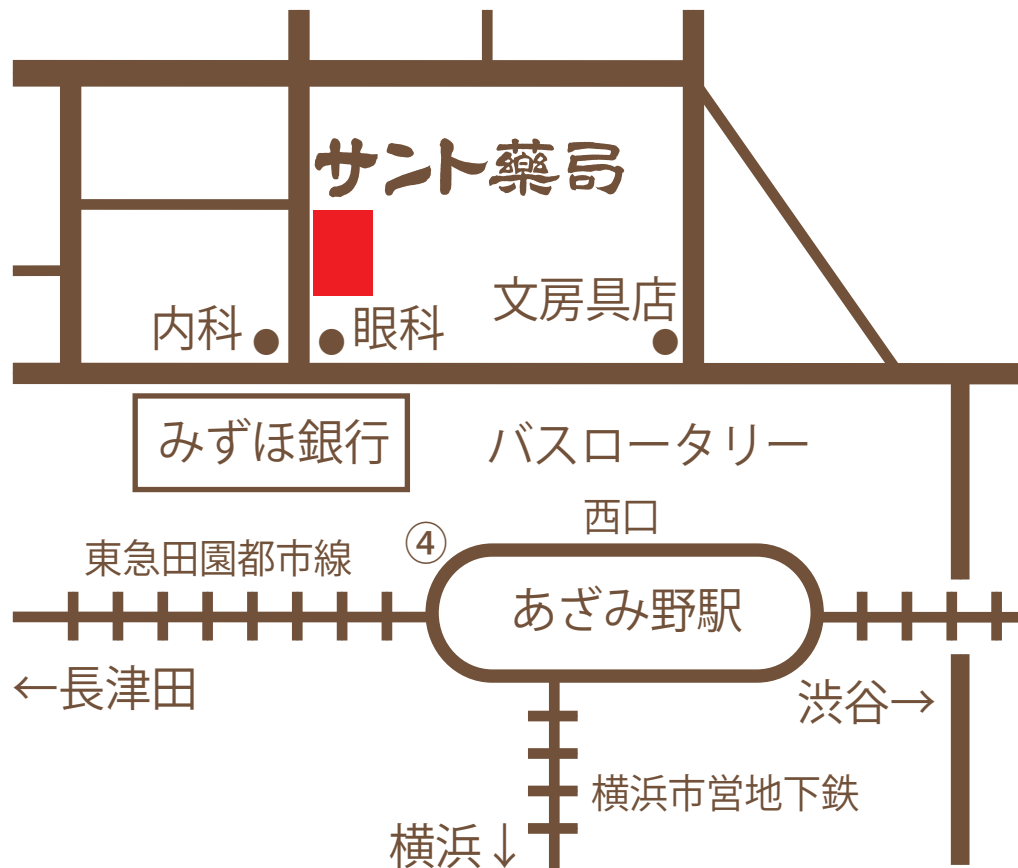 サント薬局
文房具店
内科
眼科
みずほ銀行
バスロータリー
西口
④
東急田園都市線
あざみ野駅
←長津田
渋谷→
横浜市営地下鉄
横浜↓